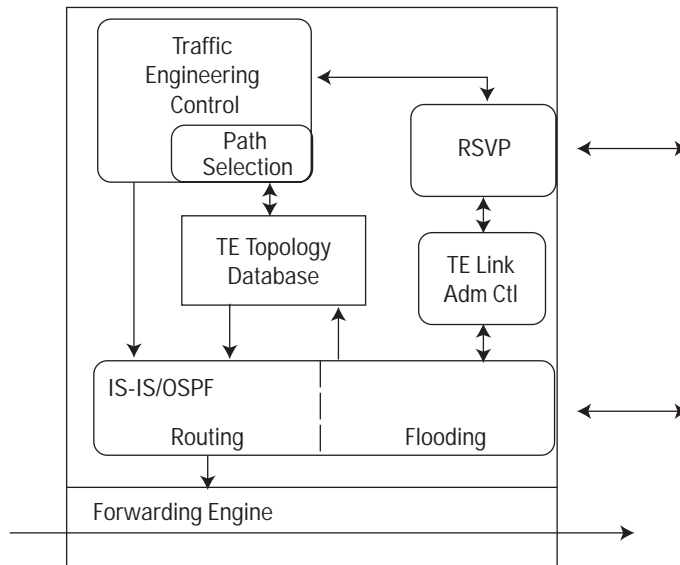 Traffic
Engineering
Control
Path
Selection
RSVP
TE Topology
Database
TE Link
Adm Ctl
IS-IS/OSPF
Routing
Flooding
Forwarding Engine